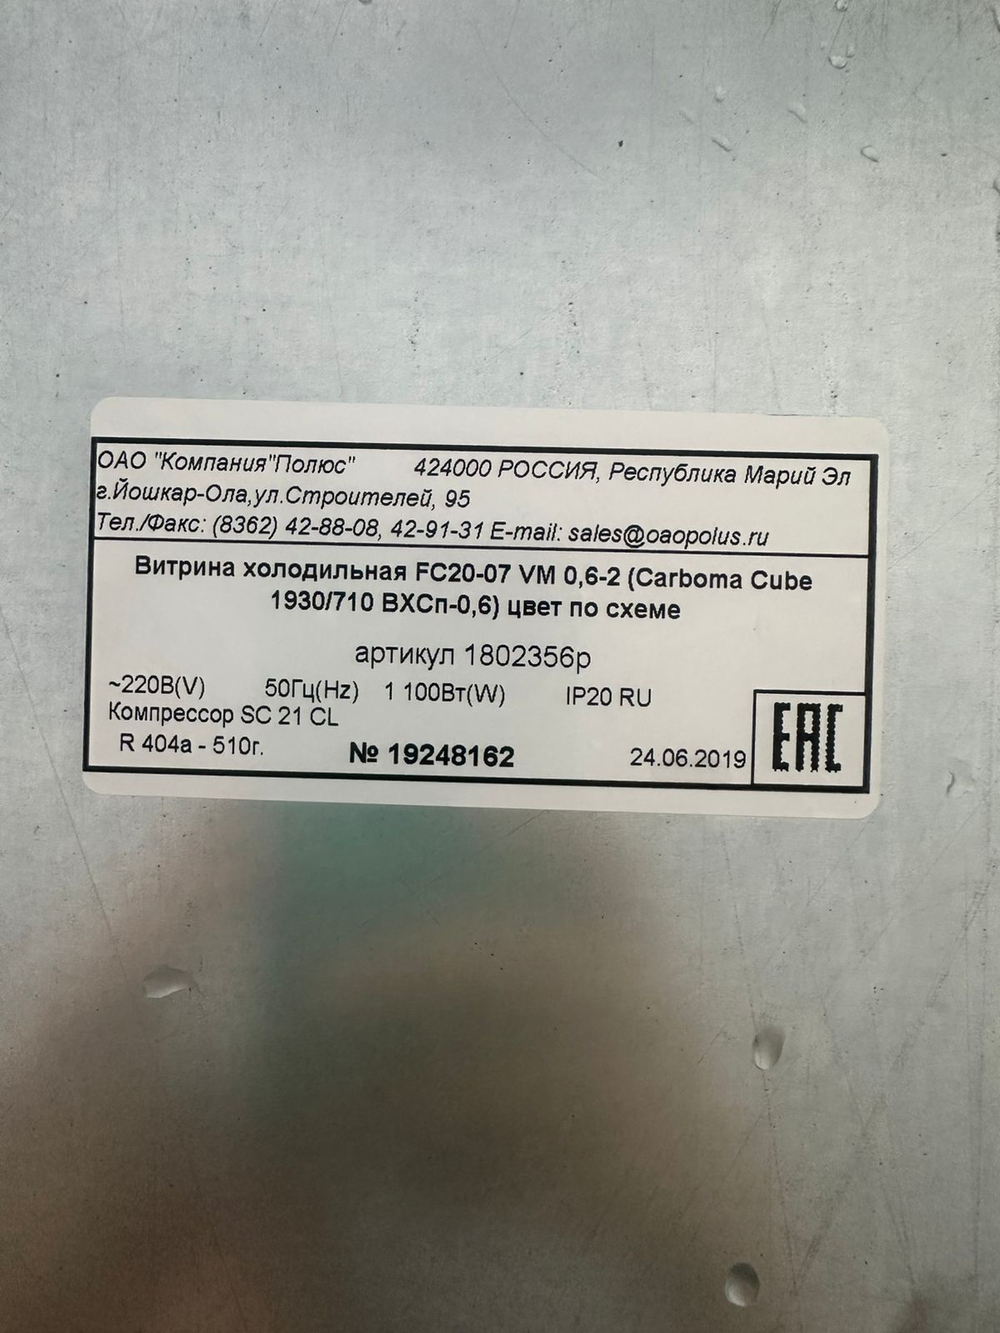 ОАО "Компания"Полюс" 424000 РОССИЯ, Республика Марий Эл
г.Йошкар-Ола,ул.Строителей, 95
Тел./Факс: (8362) 42-88-08, 42-91-31 E-mail: sales@oaopolus.ru
Витрина холодильная FC20-07 VM 0,6-2 (Carboma Cube
1930/710 ВХСп-0,6) цвет по схеме
артикул 1802356р
~220В(V) 50Гц(Hz) 1 100Вт(W) IP20 RU
Компрессор SC 21 CL
R 404a - 510г. № 19248162 24.06.2019 EAC